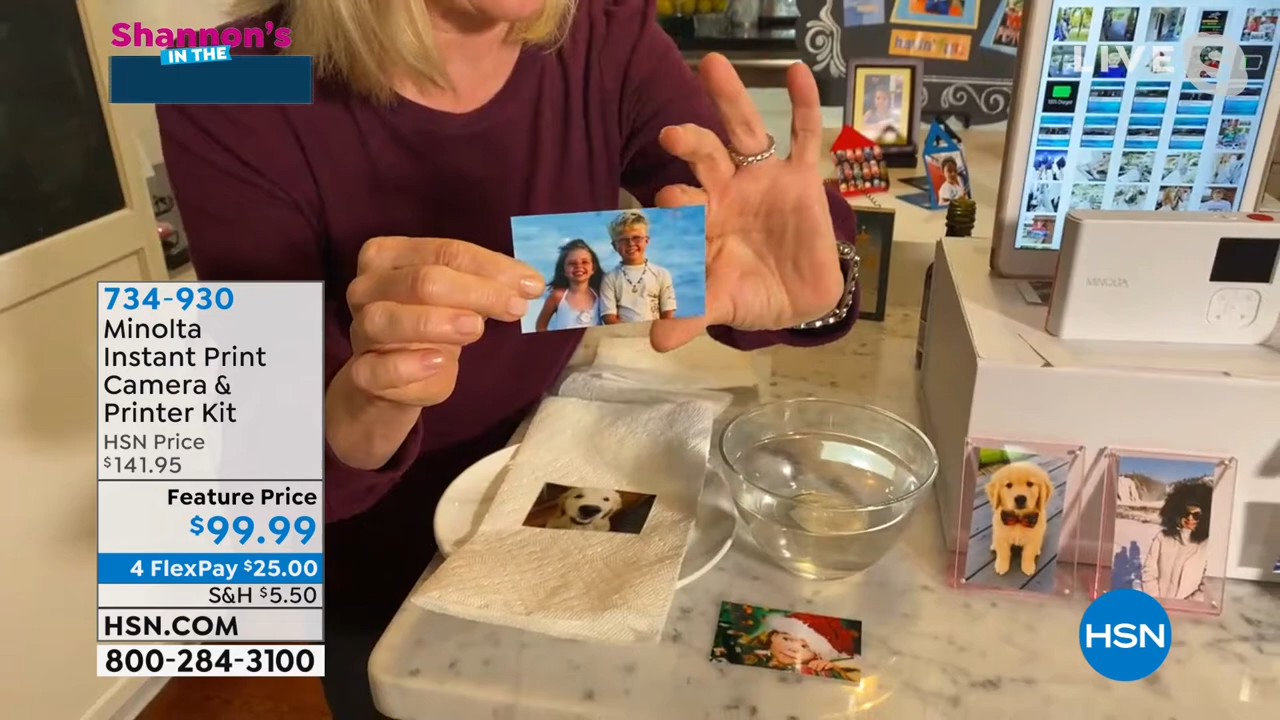 Shannon's
IN THE
LIVE
734-930
Minolta
Instant Print
Camera &
Printer Kit
HSN Price
$141.95
Feature Price
$99.99
4 FlexPay $25.00
S&H $5.50
HSN.COM
800-284-3100
MINOLTA
HSN